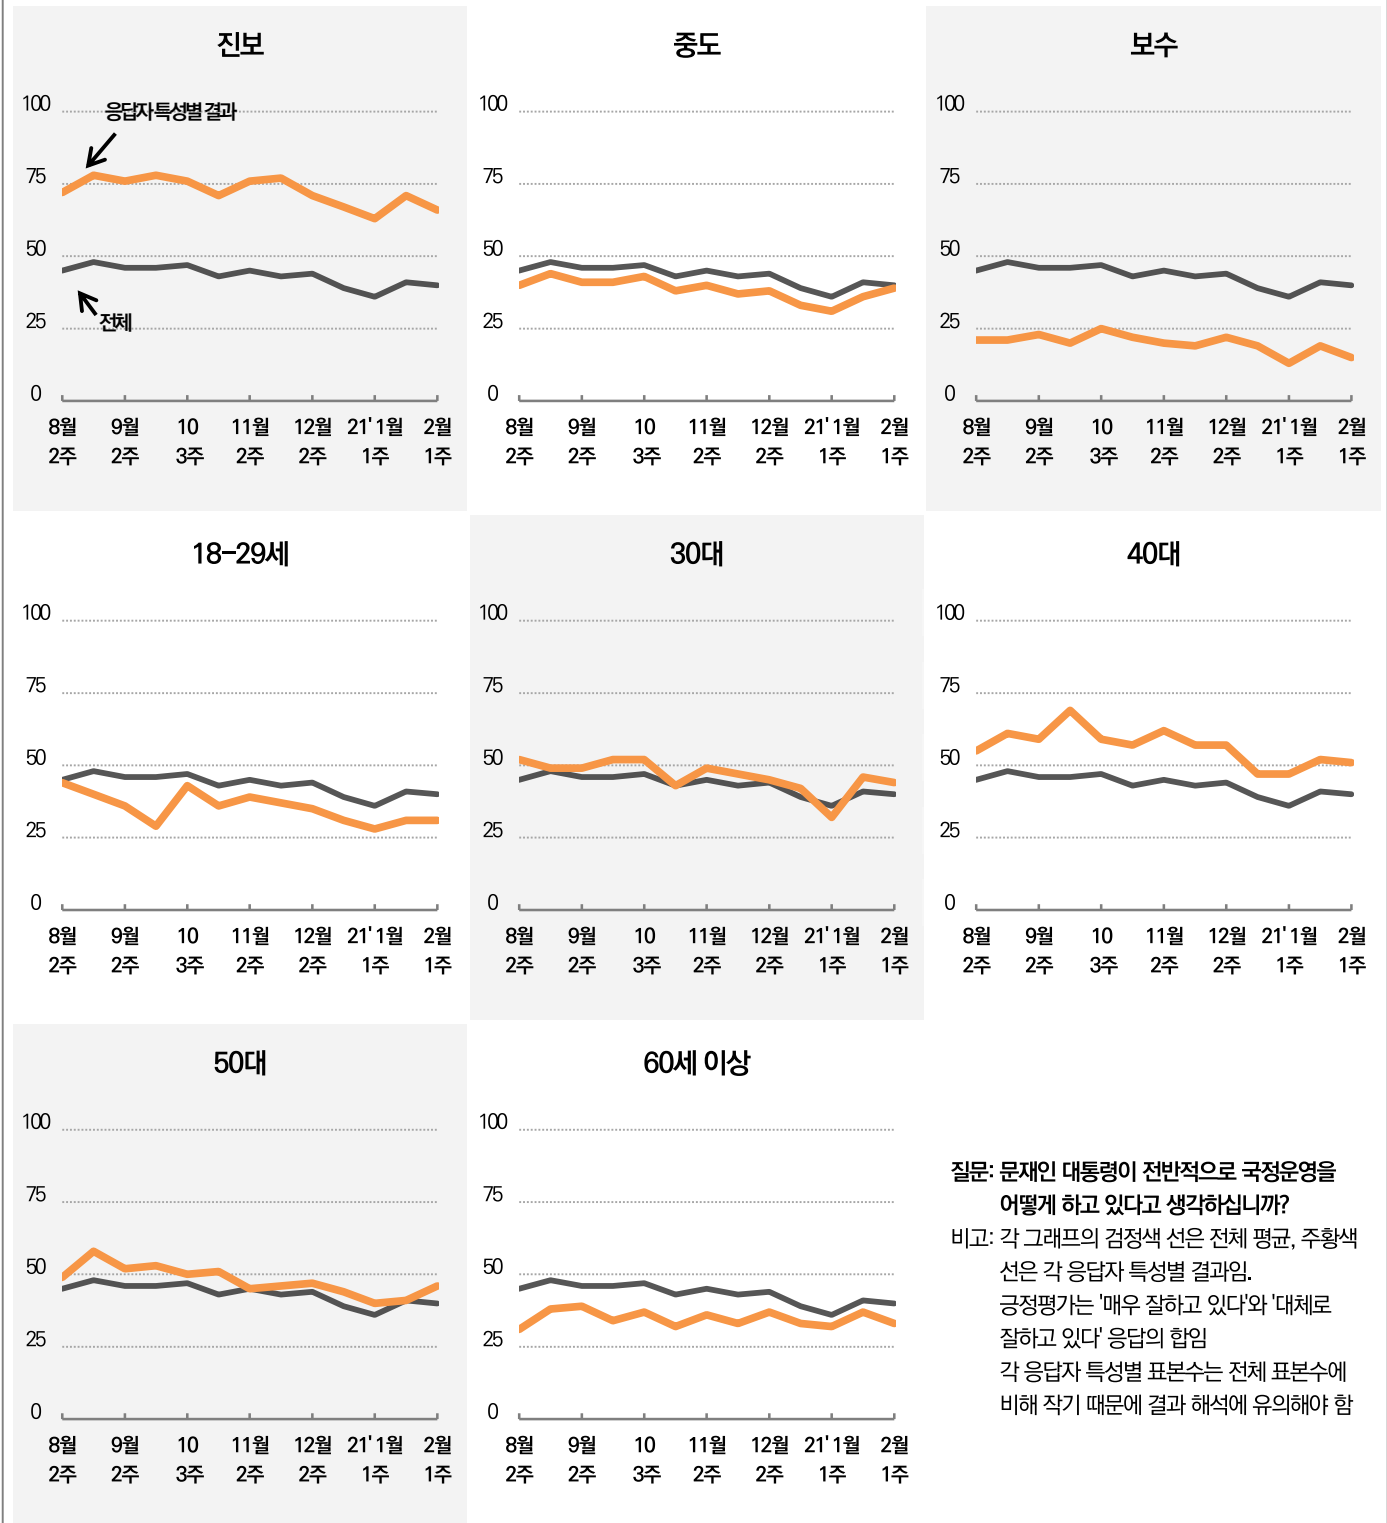 진보
100
응답자 특성별 결과
75
50
전체
25
0
8월 9월 10 11월 12월 21' 1월 2월
2주 2주 3주 2주 2주 1주 1주
중도
100
75
50
25
0
8월 9월 10 11월 12월 21' 1월 2월
2주 2주 3주 2주 2주 1주 1주
보수
100
75
50
25
0
8월 9월 10 11월 12월 21' 1월 2월
2주 2주 3주 2주 2주 1주 1주
18-29세
100
75
50
25
0
8월 9월 10 11월 12월 21' 1월 2월
2주 2주 3주 2주 2주 1주 1주
30대
100
75
50
25
0
8월 9월 10 11월 12월 21' 1월 2월
2주 2주 3주 2주 2주 1주 1주
40대
100
75
50
25
0
8월 9월 10 11월 12월 21' 1월 2월
2주 2주 3주 2주 2주 1주 1주
50대
100
75
50
25
0
8월 9월 10 11월 12월 21' 1월 2월
2주 2주 3주 2주 2주 1주 1주
60세 이상
100
75
50
25
0
8월 9월 10 11월 12월 21' 1월 2월
2주 2주 3주 2주 2주 1주 1주
질문: 문재인 대통령이 전반적으로 국정운영을
어떻게 하고 있다고 생각하십니까?
비고: 각 그래프의 검정색 선은 전체 평균, 주황색
선은 각 응답자 특성별 결과임.
긍정평가는 '매우 잘하고 있다'와 '대체로
잘하고 있다' 응답의 합임
각 응답자 특성별 표본수는 전체 표본수에
비해 작기 때문에 결과 해석에 유의해야 함